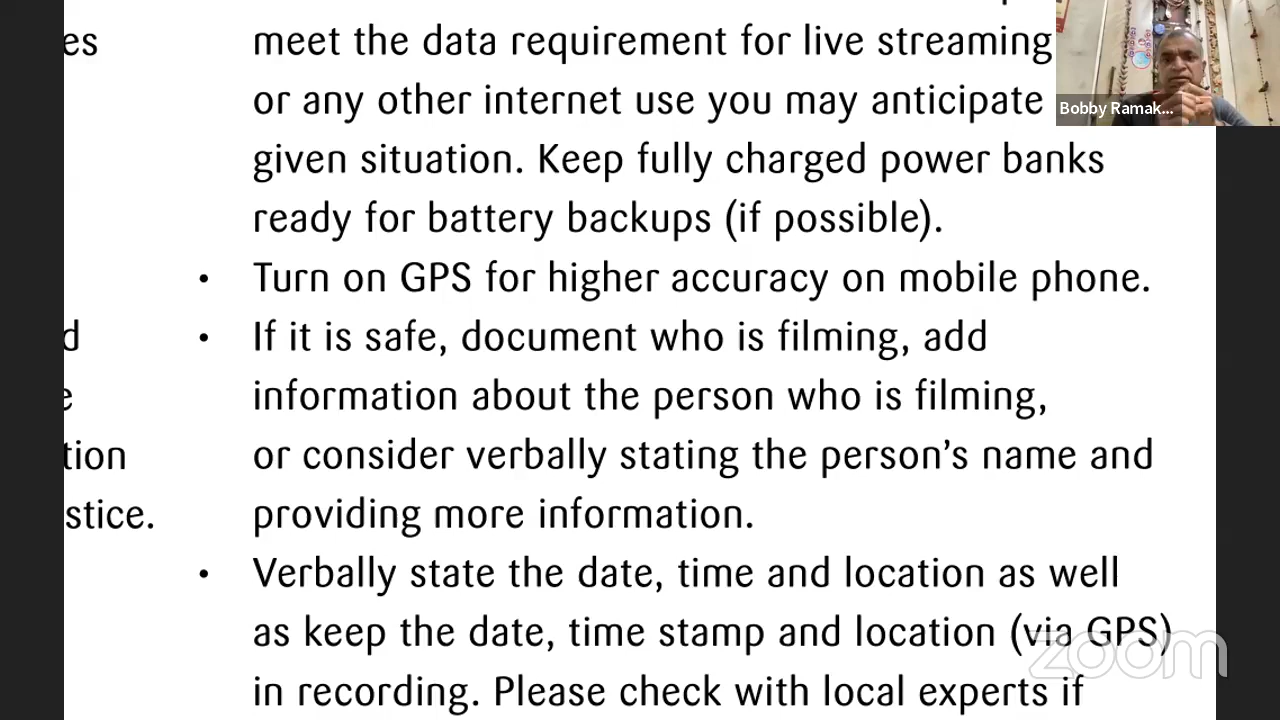 es
d
e
tion
stice.
meet the data requirement for live streaming
or any other internet use you may anticipate
given situation. Keep fully charged power banks
ready for battery backups (if possible).
• Turn on GPS for higher accuracy on mobile phone.
• If it is safe, document who is filming, add
information about the person who is filming,
or consider verbally stating the person’s name and
providing more information.
• Verbally state the date, time and location as well
as keep the date, time stamp and location (via GPS)
in recording. Please check with local experts if
Bobby Ramak...
zoom